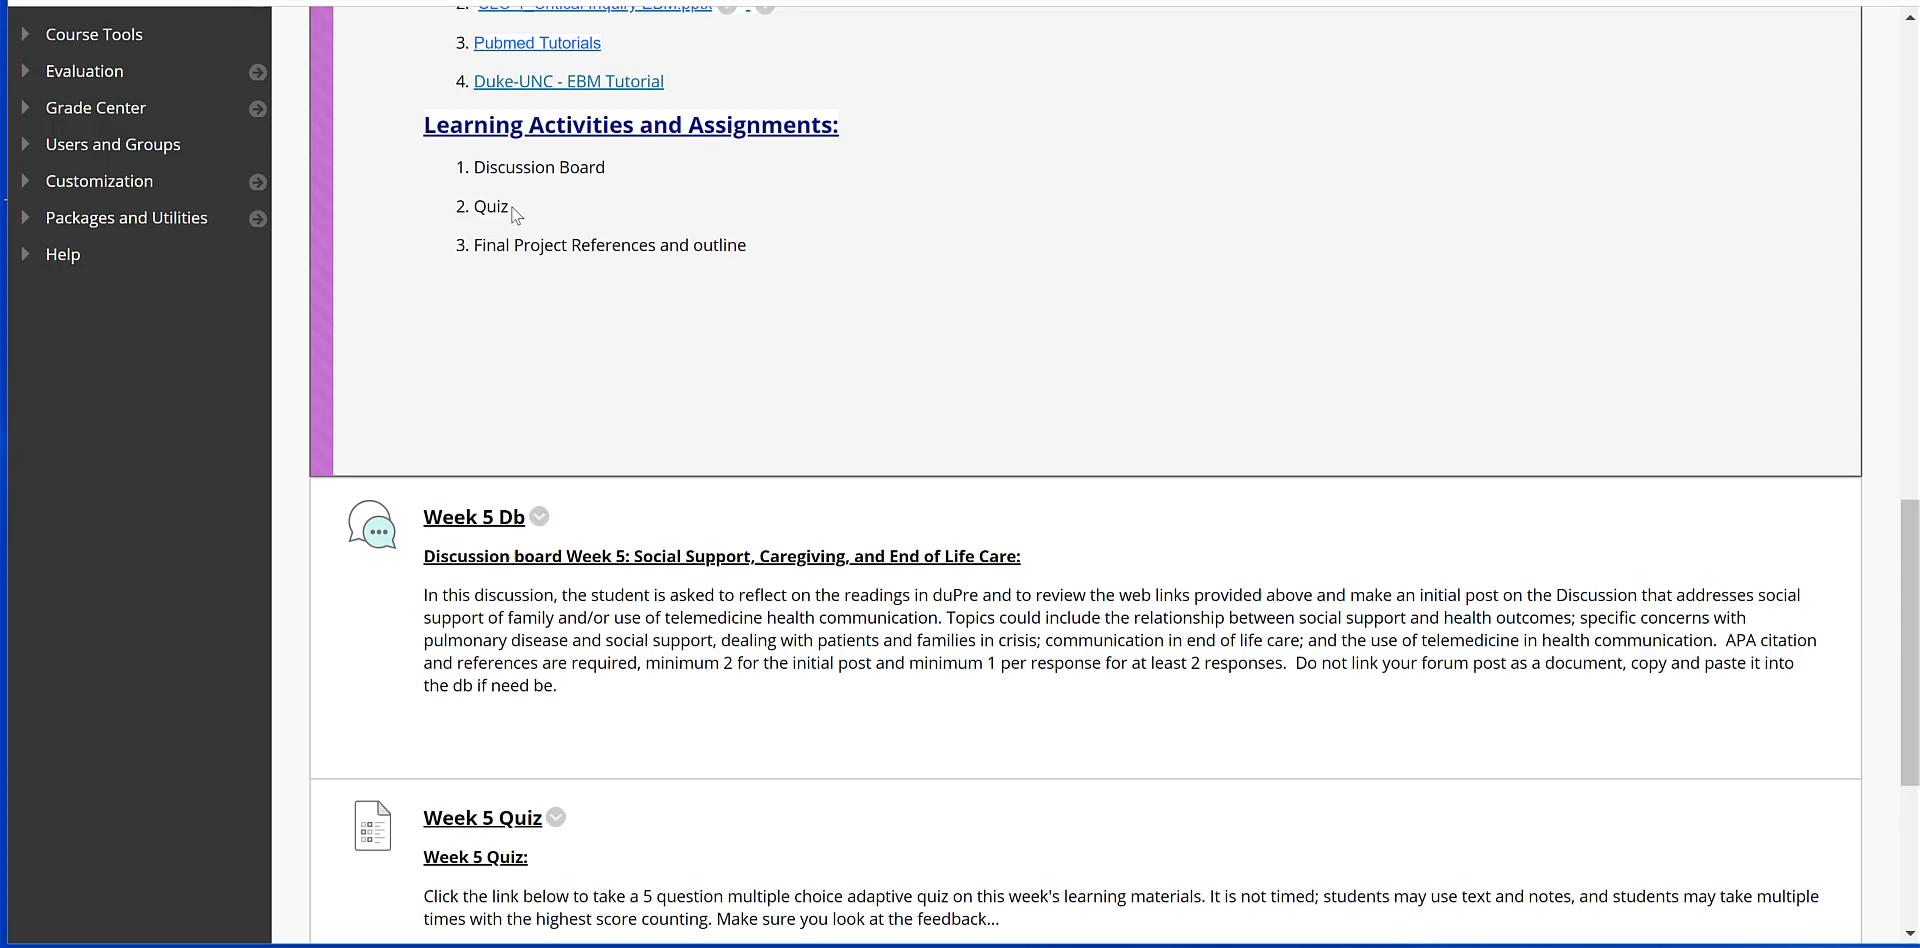 Course Tools
Evaluation
Grade Center
Users and Groups
Customization
Packages and Utilities
Help
2.
3. Pubmed Tutorials
4. Duke-UNC - EBM Tutorial
Learning Activities and Assignments:
1. Discussion Board
2. Quiz
3. Final Project References and outline
Week 5 Db
Discussion board Week 5: Social Support, Caregiving, and End of Life Care:
In this discussion, the student is asked to reflect on the readings in duPre and to review the web links provided above and make an initial post on the Discussion that addresses social
support of family and/or use of telemedicine health communication. Topics could include the relationship between social support and health outcomes; specific concerns with
pulmonary disease and social support, dealing with patients and families in crisis; communication in end of life care; and the use of telemedicine in health communication.  APA citation
and references are required, minimum 2 for the initial post and minimum 1 per response for at least 2 responses.  Do not link your forum post as a document, copy and paste it into
the db if need be.
Week 5 Quiz
Week 5 Quiz:
Click the link below to take a 5 question multiple choice adaptive quiz on this week's learning materials. It is not timed; students may use text and notes, and students may take multiple
times with the highest score counting. Make sure you look at the feedback...